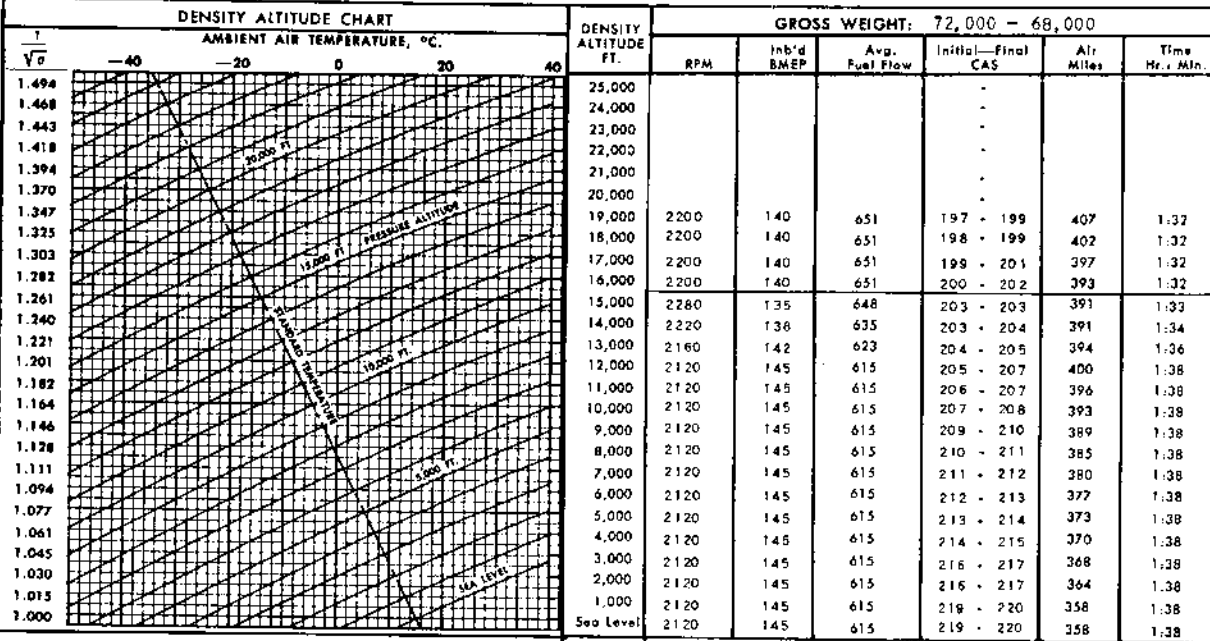 DENSITY ALTITUDE CHART
1/√σ
AMBIENT AIR TEMPERATURE, °C.
—40 —20 0 20 40
1.494
1.468
1.443
1.418
1.394
1.370
1.347
1.325
1.303
1.282
1.261
1.240
1.221
1.201
1.182
1.164
1.146
1.128
1.111
1.094
1.077
1.061
1.045
1.030
1.015
1.000
20,000 FT
15,000 FT PRESSURE ALTITUDE
STANDARD TEMPERATURE
10,000 FT.
5,000 FT.
SEA LEVEL
DENSITY ALTITUDE FT.
GROSS WEIGHT: 72,000 - 68,000
RPM Inb'd BMEP Avg. Fuel Flow Initial—Final CAS Air Miles Time Hr.: Min.
25,000 -
24,000 -
23,000 -
22,000 -
21,000 -
20,000 -
19,000 2200 140 651 197 - 199 407 1:32
18,000 2200 140 651 198 - 199 402 1:32
17,000 2200 140 651 199 - 201 397 1:32
16,000 2200 140 651 200 - 202 393 1:32
15,000 2280 135 648 203 - 203 391 1:33
14,000 2220 138 635 203 - 204 391 1:34
13,000 2160 142 623 204 - 205 394 1:36
12,000 2120 145 615 205 - 207 400 1:38
11,000 2120 145 615 206 - 207 396 1:38
10,000 2120 145 615 207 - 208 393 1:38
9,000 2120 145 615 209 - 210 389 1:38
8,000 2120 145 615 210 - 211 385 1:38
7,000 2120 145 615 211 - 212 380 1:38
6,000 2120 145 615 212 - 213 377 1:38
5,000 2120 145 615 213 - 214 373 1:38
4,000 2120 145 615 214 - 215 370 1:38
3,000 2120 145 615 216 - 217 368 1:38
2,000 2120 145 615 216 - 217 364 1:38
1,000 2120 145 615 219 - 220 358 1:38
Sea Level 2120 145 615 219 - 220 358 1:38